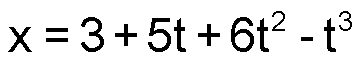 x = 3 + 5t + 6t² - t³